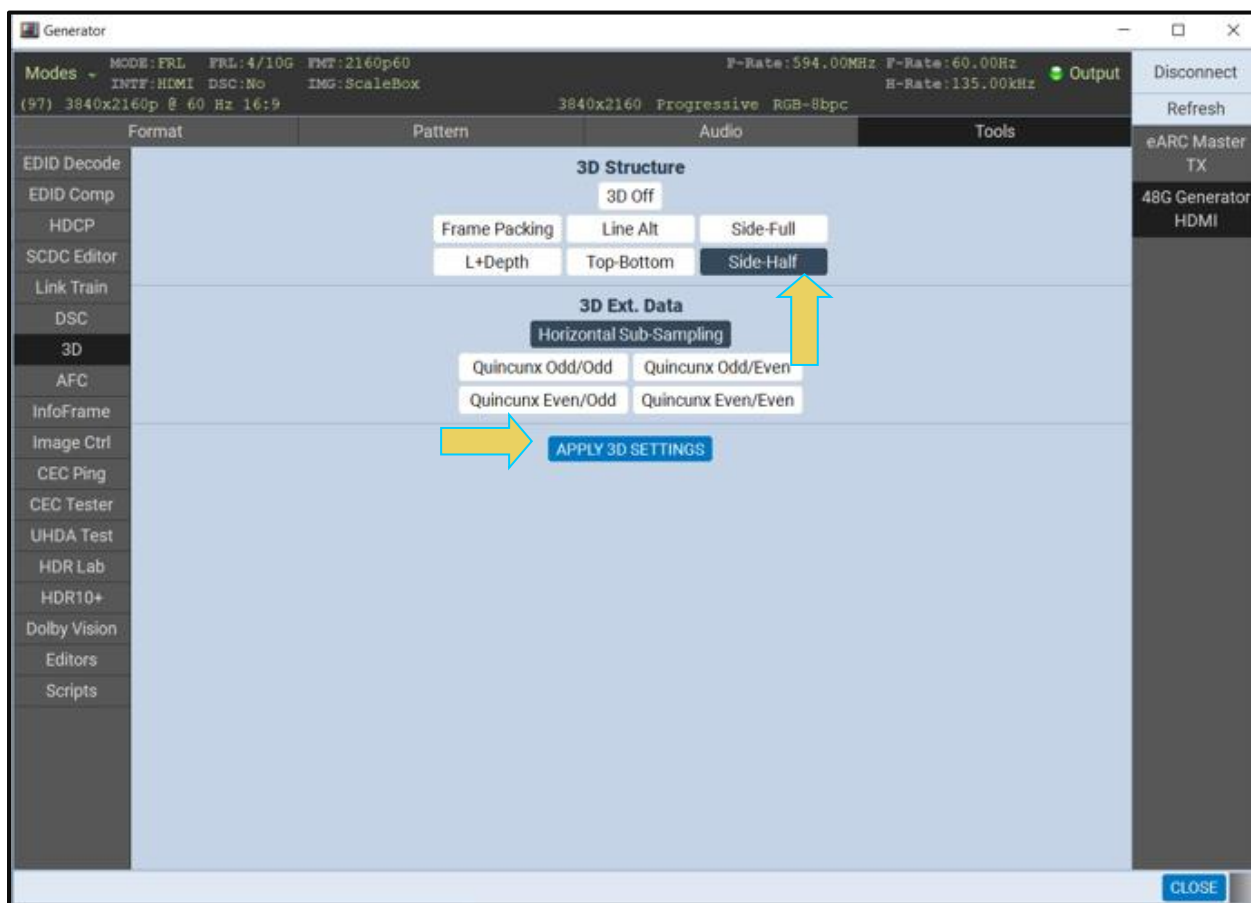 Generator
Modes
MODE:FRL FRL:4/10G FMT:2160p60 P-Rate:594.00MHz F-Rate:60.00Hz
INTF:HDMI DSC:No IMG:ScaleBox H-Rate:135.00kHz
Output
(97) 3840x2160p @ 60 Hz 16:9 3840x2160 Progressive RGB-8bpc
Disconnect
Refresh
Format Pattern Audio Tools
eARC Master
TX
48G Generator
HDMI
EDID Decode
EDID Comp
HDCP
SCDC Editor
Link Train
DSC
3D
AFC
InfoFrame
Image Ctrl
CEC Ping
CEC Tester
UHDA Test
HDR Lab
HDR10+
Dolby Vision
Editors
Scripts
3D Structure
3D Off
Frame Packing Line Alt Side-Full
L+Depth Top-Bottom Side-Half
3D Ext. Data
Horizontal Sub-Sampling
Quincunx Odd/Odd Quincunx Odd/Even
Quincunx Even/Odd Quincunx Even/Even
APPLY 3D SETTINGS
CLOSE